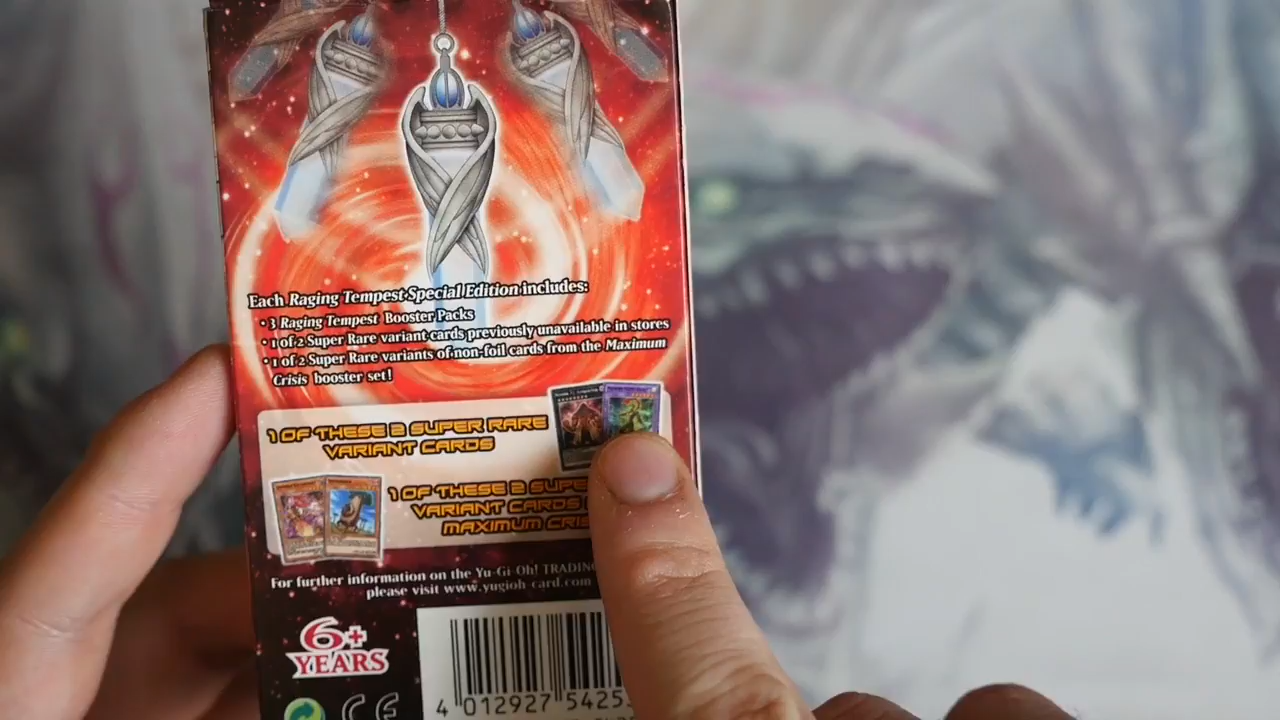 Each Raging Tempest Special Edition includes:
• 3 Raging Tempest Booster Packs
• 1 of 2 Super Rare variant cards previously unavailable in stores
• 1 of 2 Super Rare variants of non-foil cards from the Maximum
Crisis booster set!
1 OF THESE 2 SUPER RARE
VARIANT CARDS
1 OF THESE 2 SUPE
VARIANT CARDS
MAXIMUM CRIS
For further information on the Yu-Gi-Oh! TRADING
please visit www.yugioh-card.com
6+
YEARS
CE
4 012927 5425